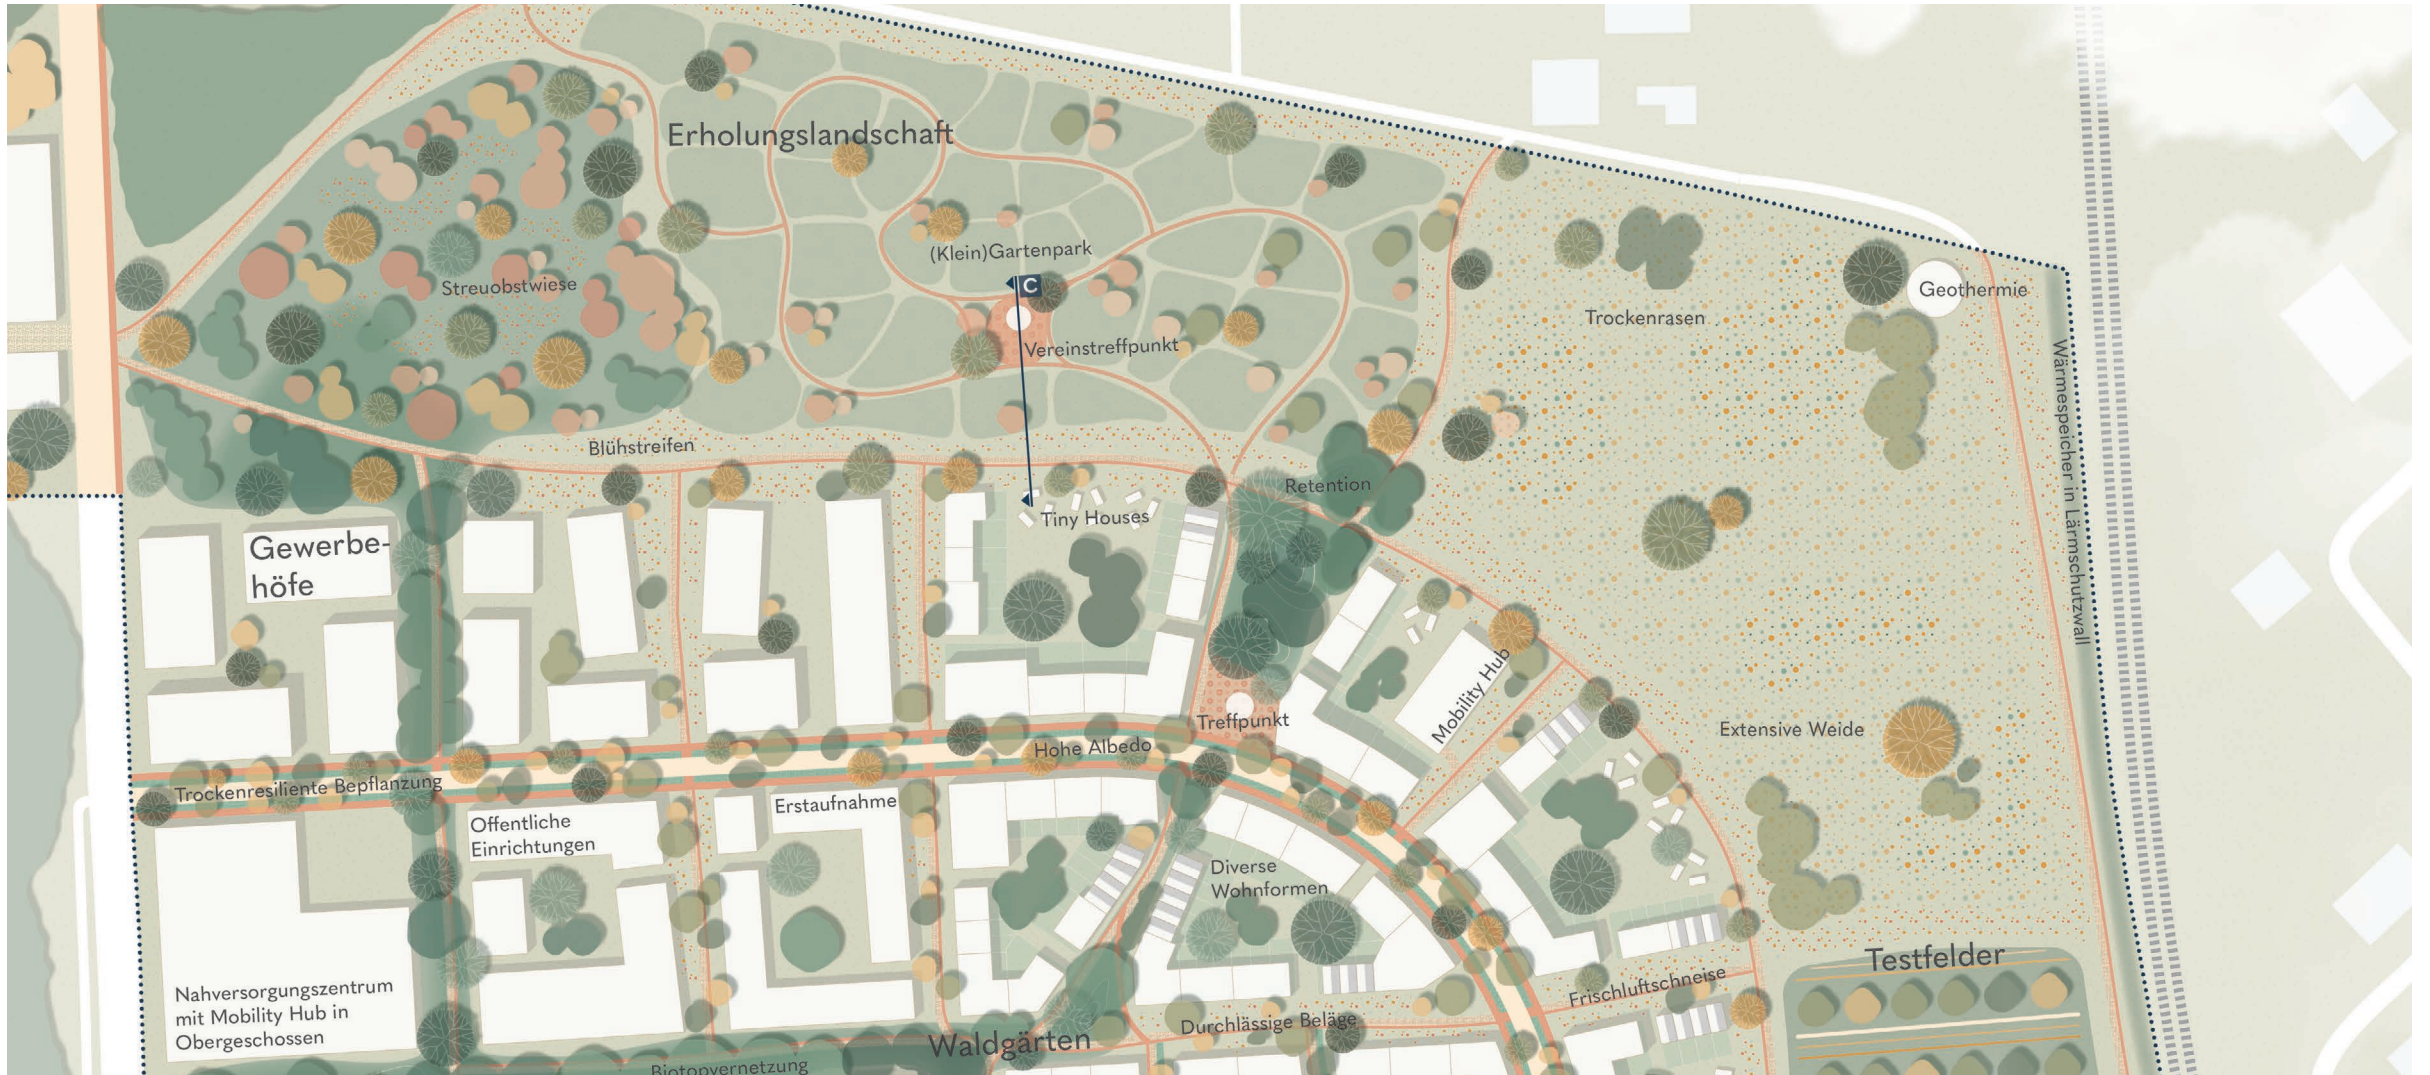 Erholungslandschaft
(Klein)Gartenpark
C
Streuobstwiese
Geothermie
Trockenrasen
Vereinstreffpunkt
Wärmespeicher in Lärmschutzwall
Blühstreifen
Retention
Tiny Houses
Gewerbe-
höfe
Mobility Hub
Treffpunkt
Extensive Weide
Hohe Albedo
Trockenresiliente Bepflanzung
Erstaufnahme
Offentliche
Einrichtungen
Diverse
Wohnformen
Testfelder
Frischluftschneise
Nahversorgungszentrum
mit Mobility Hub in
Obergeschossen
Durchlässige Beläge
Waldgärten
Biotopvernetzung